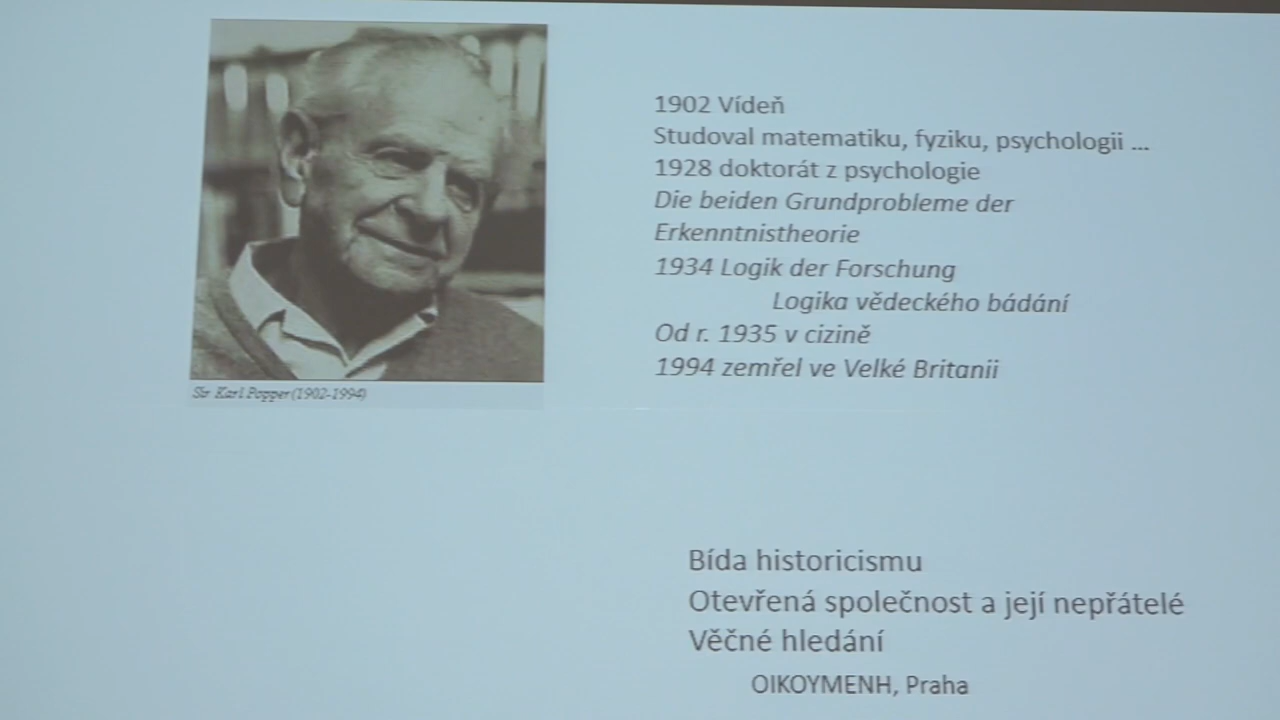 1902 Vídeň
Studoval matematiku, fyziku, psychologii ...
1928 doktorát z psychologie
Die beiden Grundprobleme der
Erkenntnistheorie
1934 Logik der Forschung
Logika vědeckého bádání
Od r. 1935 v cizině
1994 zemřel ve Velké Britanii
Sir Karl Popper (1902-1994)
Bída historicismu
Otevřená společnost a její nepřátelé
Věčné hledání
OIKOYMENH, Praha